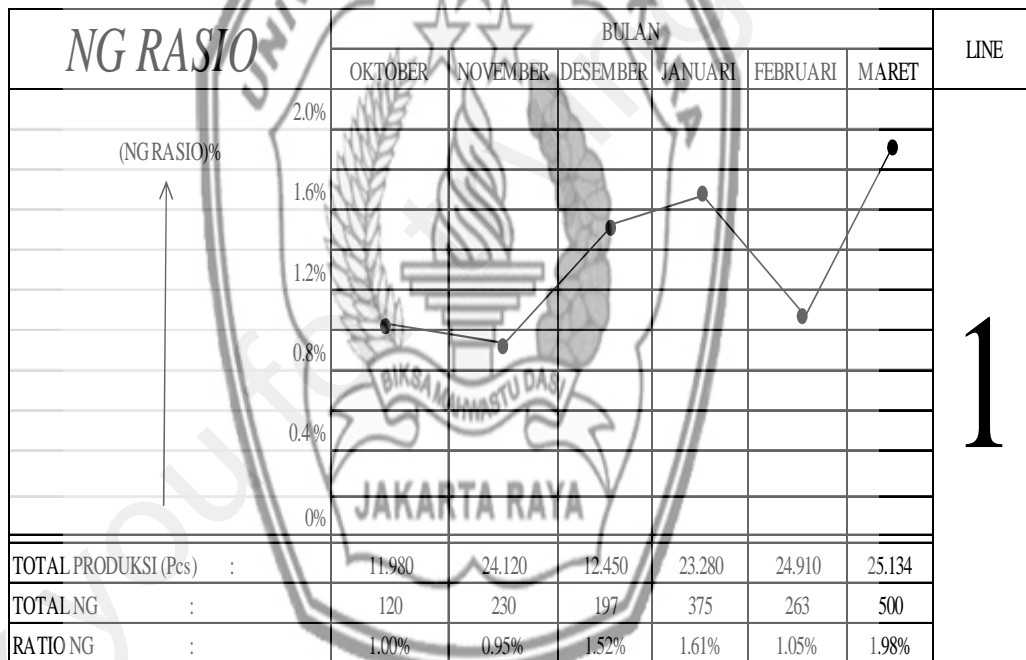 NG RASIO
BULAN
LINE
OKTOBER NOVEMBER DESEMBER JANUARI FEBRUARI MARET
2.0%
(NG RASIO)%
1.6%
1.2%
0.8%
0.4%
0%
1
BIKSA MAHWASTU DASI
JAKARTA RAYA
TOTAL PRODUKSI (Pcs) : 11.980 24.120 12.450 23.280 24.910 25.134
TOTAL NG : 120 230 197 375 263 500
RATIO NG : 1.00% 0.95% 1.52% 1.61% 1.05% 1.98%